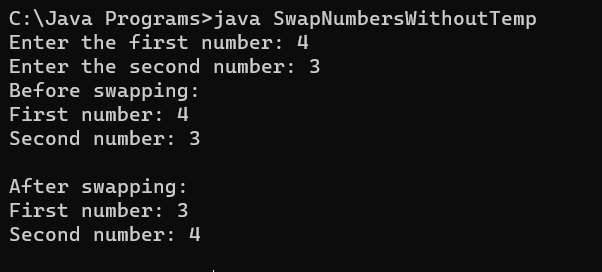 C:\Java Programs>java SwapNumbersWithoutTemp
Enter the first number: 4
Enter the second number: 3
Before swapping:
First number: 4
Second number: 3

After swapping:
First number: 3
Second number: 4